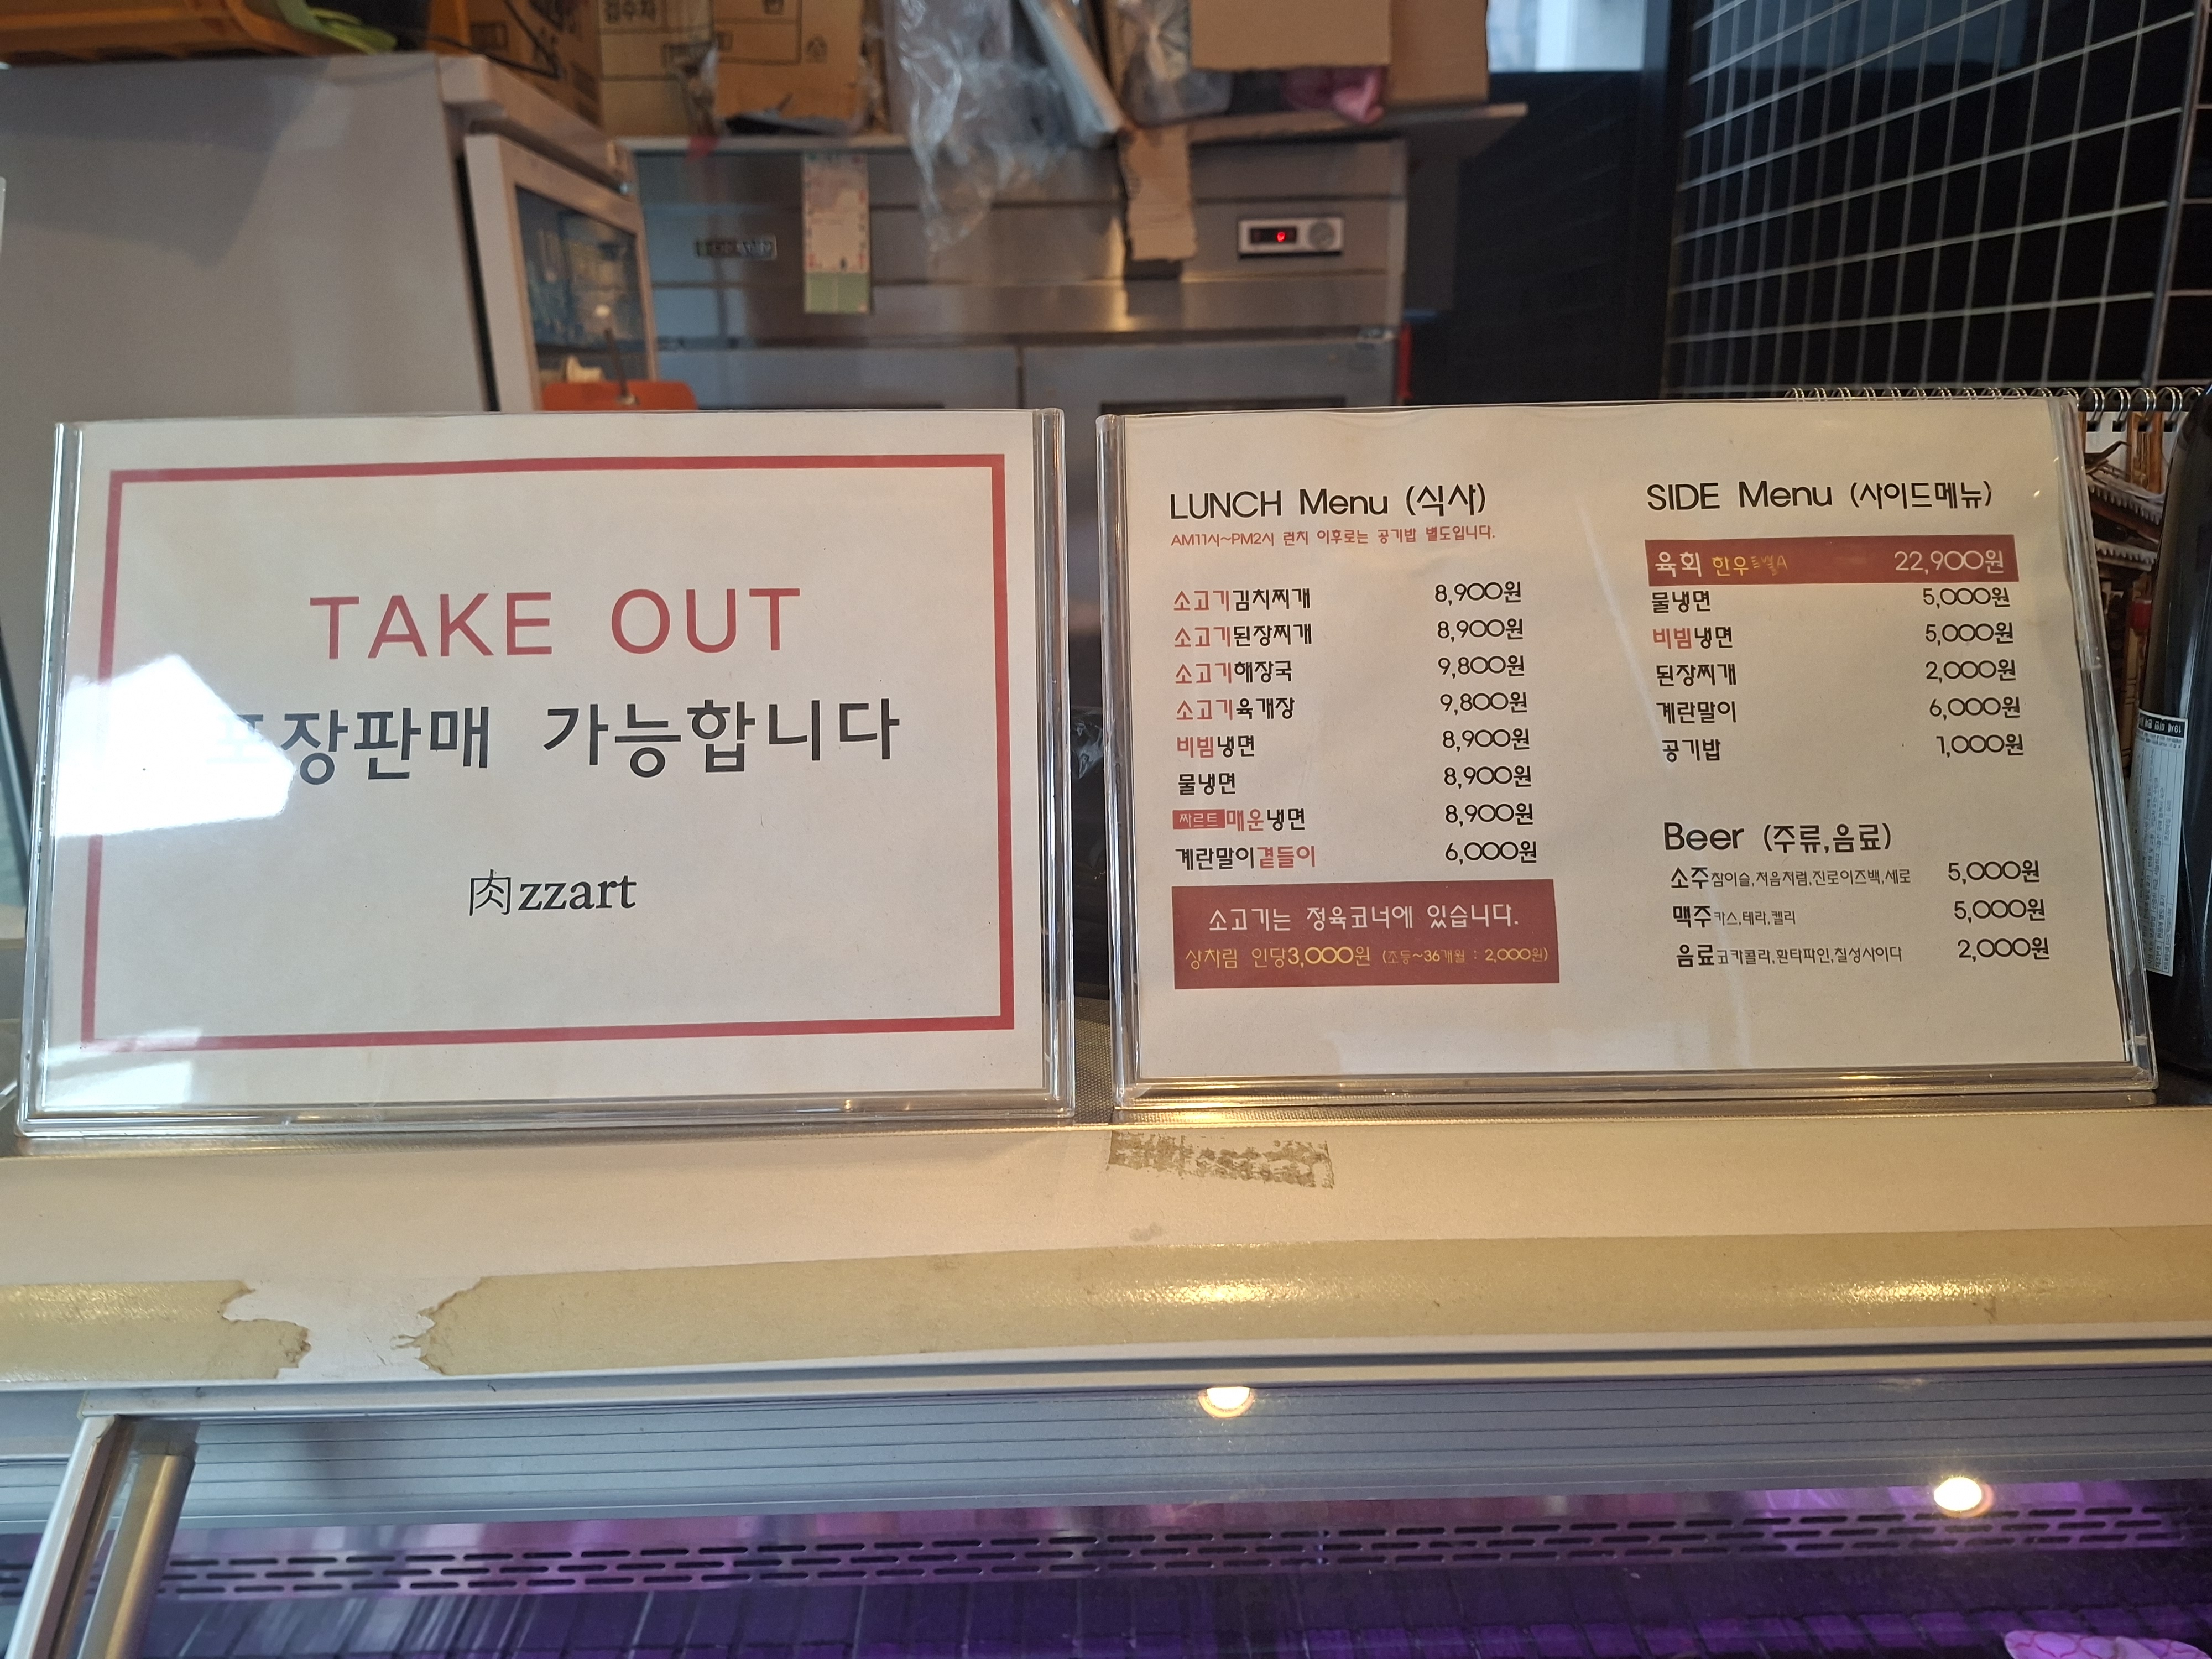 TAKE OUT
장판매 가능합니다
肉zzart
LUNCH Menu (식사)
AM11시~PM2시 런치 이후로는 공기밥 별도입니다.
소고기김치찌개 8,900원
소고기된장찌개 8,900원
소고기해장국 9,800원
소고기육개장 9,800원
비빔냉면 8,900원
물냉면 8,900원
짜르트매운냉면 8,900원
계란말이곁들이 6,000원
소고기는 정육코너에 있습니다.
상차림 인당3,000원 (초등~36개월 : 2,000원)
SIDE Menu (사이드메뉴)
육회 한우 22,900원
물냉면 5,000원
비빔냉면 5,000원
된장찌개 2,000원
계란말이 6,000원
공기밥 1,000원
Beer (주류,음료)
소주참이슬,처음처럼,진로이즈백,새로 5,000원
맥주카스,테라,켈리 5,000원
음료코카콜라,환타파인,칠성사이다 2,000원